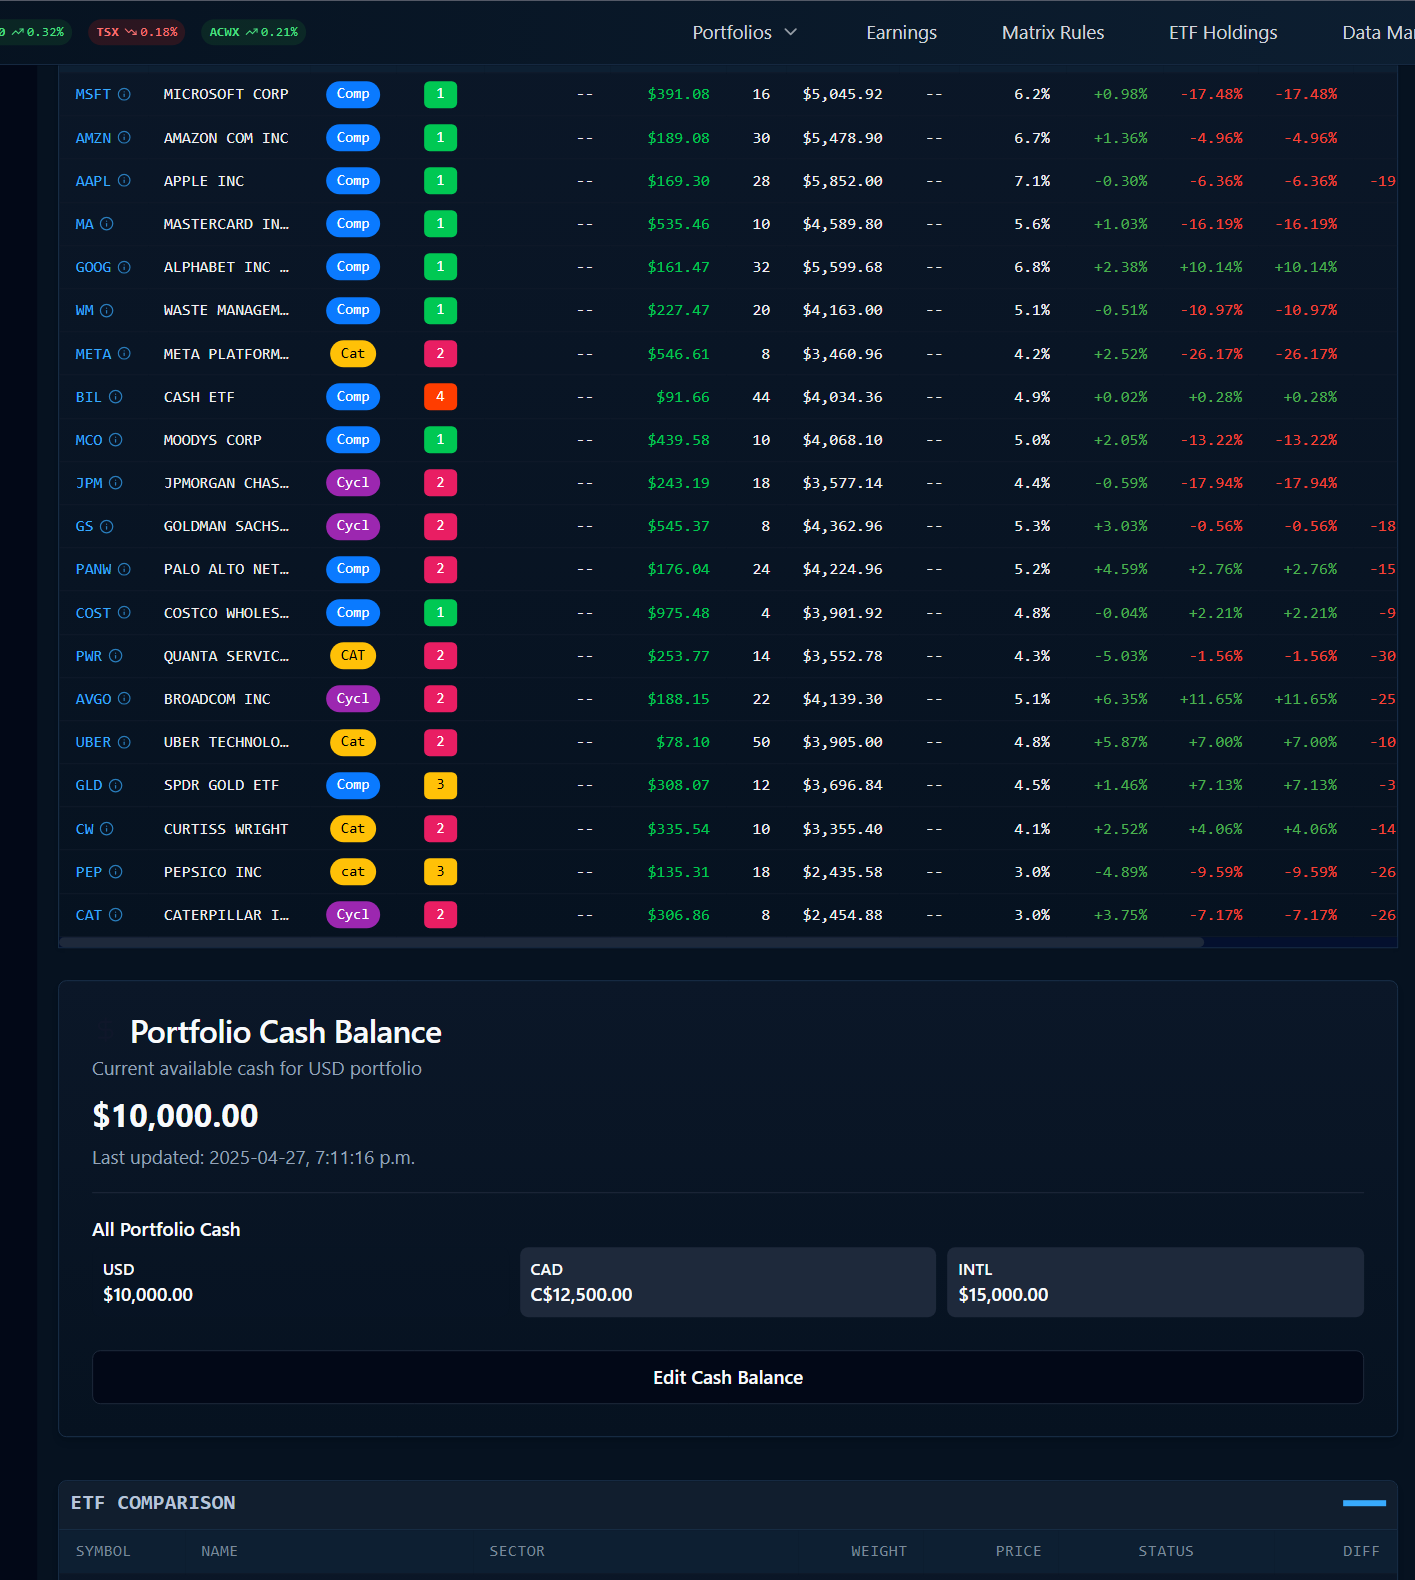 0 0.32% TSX 0.18% ACWX 0.21% Portfolios Earnings Matrix Rules ETF Holdings Data Ma
MSFT MICROSOFT CORP Comp 1 -- $391.08 16 $5,045.92 -- 6.2% +0.98% -17.48% -17.48%
AMZN AMAZON COM INC Comp 1 -- $189.08 30 $5,478.90 -- 6.7% +1.36% -4.96% -4.96%
AAPL APPLE INC Comp 1 -- $169.30 28 $5,852.00 -- 7.1% -0.30% -6.36% -6.36% -19
MA MASTERCARD IN… Comp 1 -- $535.46 10 $4,589.80 -- 5.6% +1.03% -16.19% -16.19%
GOOG ALPHABET INC … Comp 1 -- $161.47 32 $5,599.68 -- 6.8% +2.38% +10.14% +10.14%
WM WASTE MANAGEM… Comp 1 -- $227.47 20 $4,163.00 -- 5.1% -0.51% -10.97% -10.97%
META META PLATFORM… Cat 2 -- $546.61 8 $3,460.96 -- 4.2% +2.52% -26.17% -26.17%
BIL CASH ETF Comp 4 -- $91.66 44 $4,034.36 -- 4.9% +0.02% +0.28% +0.28%
MCO MOODYS CORP Comp 1 -- $439.58 10 $4,068.10 -- 5.0% +2.05% -13.22% -13.22%
JPM JPMORGAN CHAS… Cycl 2 -- $243.19 18 $3,577.14 -- 4.4% -0.59% -17.94% -17.94%
GS GOLDMAN SACHS… Cycl 2 -- $545.37 8 $4,362.96 -- 5.3% +3.03% -0.56% -0.56% -18
PANW PALO ALTO NET… Comp 2 -- $176.04 24 $4,224.96 -- 5.2% +4.59% +2.76% +2.76% -15
COST COSTCO WHOLES… Comp 1 -- $975.48 4 $3,901.92 -- 4.8% -0.04% +2.21% +2.21% -9
PWR QUANTA SERVIC… CAT 2 -- $253.77 14 $3,552.78 -- 4.3% -5.03% -1.56% -1.56% -30
AVGO BROADCOM INC Cycl 2 -- $188.15 22 $4,139.30 -- 5.1% +6.35% +11.65% +11.65% -25
UBER UBER TECHNOLO… Cat 2 -- $78.10 50 $3,905.00 -- 4.8% +5.87% +7.00% +7.00% -10
GLD SPDR GOLD ETF Comp 3 -- $308.07 12 $3,696.84 -- 4.5% +1.46% +7.13% +7.13% -3
CW CURTISS WRIGHT Cat 2 -- $335.54 10 $3,355.40 -- 4.1% +2.52% +4.06% +4.06% -14
PEP PEPSICO INC cat 3 -- $135.31 18 $2,435.58 -- 3.0% -4.89% -9.59% -9.59% -26
CAT CATERPILLAR I… Cycl 2 -- $306.86 8 $2,454.88 -- 3.0% +3.75% -7.17% -7.17% -26
Portfolio Cash Balance
Current available cash for USD portfolio
$10,000.00
Last updated: 2025-04-27, 7:11:16 p.m.
All Portfolio Cash
USD CAD INTL
$10,000.00 C$12,500.00 $15,000.00
Edit Cash Balance
ETF COMPARISON
SYMBOL NAME SECTOR WEIGHT PRICE STATUS DIFF